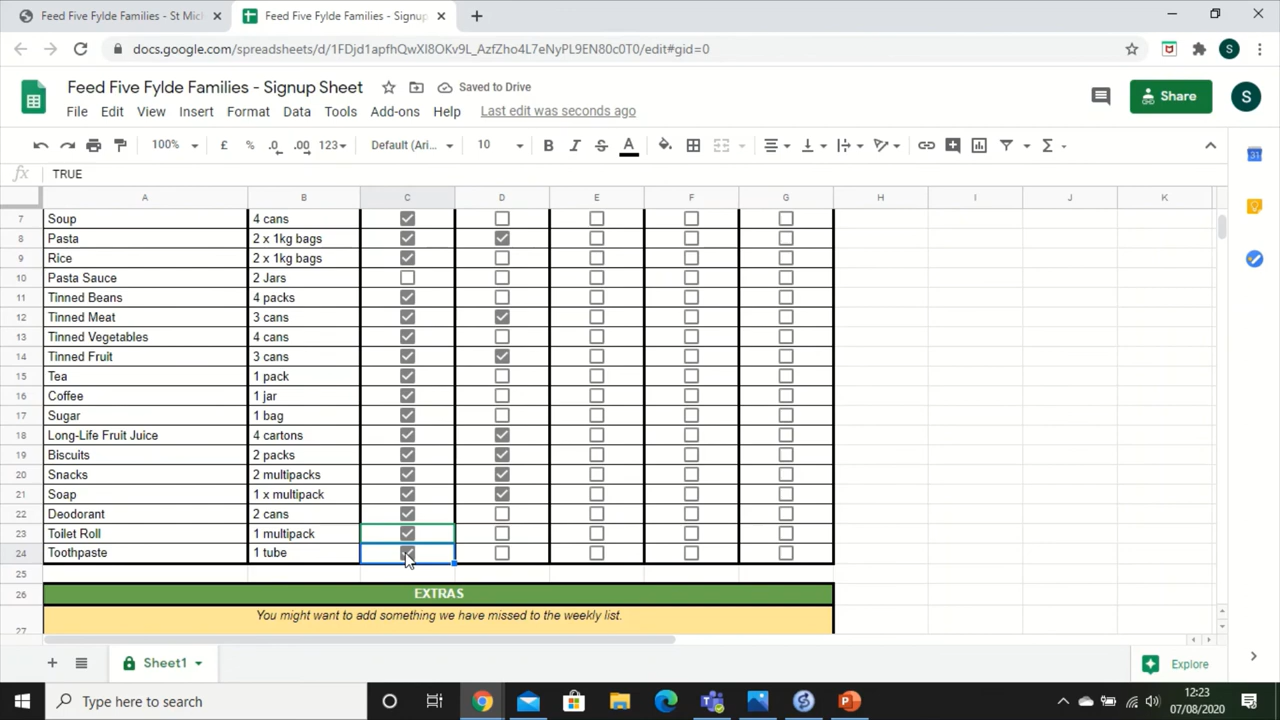 Feed Five Fylde Families - St Mich
Feed Five Fylde Families - Signup
docs.google.com/spreadsheets/d/1FDjd1apfhQwXl8OKv9L_AzfZho4L7eNyPL9EN80c0T0/edit#gid=0
S
Feed Five Fylde Families - Signup Sheet
Saved to Drive
File Edit View Insert Format Data Tools Add-ons Help Last edit was seconds ago
Share
S
100% £ % .0 .00 123 Default (Ari... 10 B I S A
fx TRUE
A B C D E F G H I J K
7 Soup 4 cans
8 Pasta 2 x 1kg bags
9 Rice 2 x 1kg bags
10 Pasta Sauce 2 Jars
11 Tinned Beans 4 packs
12 Tinned Meat 3 cans
13 Tinned Vegetables 4 cans
14 Tinned Fruit 3 cans
15 Tea 1 pack
16 Coffee 1 jar
17 Sugar 1 bag
18 Long-Life Fruit Juice 4 cartons
19 Biscuits 2 packs
20 Snacks 2 multipacks
21 Soap 1 x multipack
22 Deodorant 2 cans
23 Toilet Roll 1 multipack
24 Toothpaste 1 tube
25
26 EXTRAS
You might want to add something we have missed to the weekly list.
27
Sheet1
Explore
Type here to search
12:23
07/08/2020